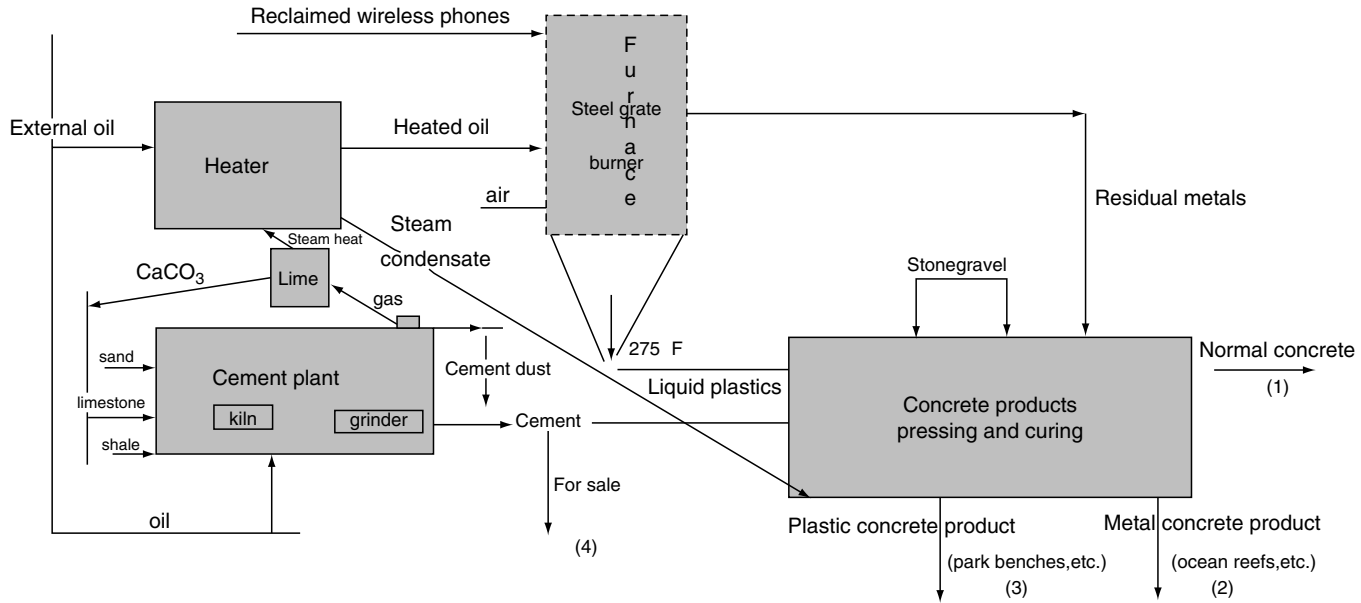 Reclaimed wireless phones
Furnace
Steel grate
burner
External oil
Heater
Heated oil
air
Residual metals
Steam
condensate
Steam heat
Lime
CaCO3
gas
Stonegravel
275 F
Liquid plastics
Normal concrete
(1)
sand
limestone
shale
Cement plant
kiln
grinder
Cement dust
Cement
Concrete products
pressing and curing
For sale
(4)
oil
Plastic concrete product
(park benches,etc.)
(3)
Metal concrete product
(ocean reefs,etc.)
(2)